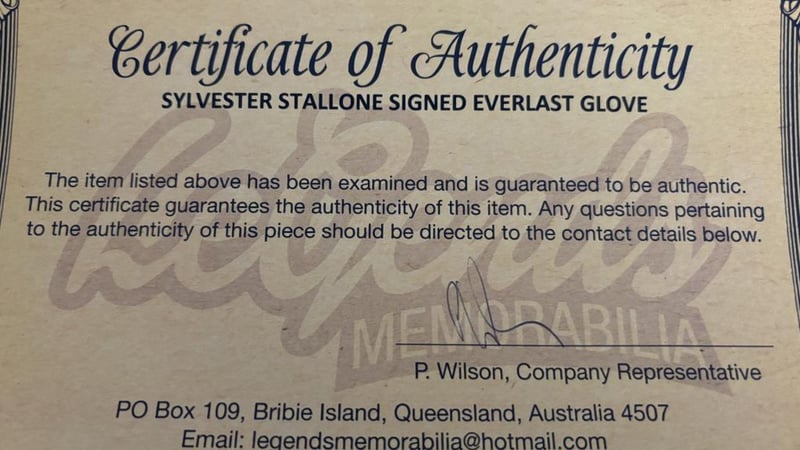 Certificate of Authenticity
SYLVESTER STALLONE SIGNED EVERLAST GLOVE
The item listed above has been examined and is guaranteed to be authentic.
This certificate guarantees the authenticity of this item. Any questions pertaining
to the authenticity of this piece should be directed to the contact details below.
Legends
MEMORABILIA
P. Wilson, Company Representative
PO Box 109, Bribie Island, Queensland, Australia 4507
Email: legendsmemorabilia@hotmail.com